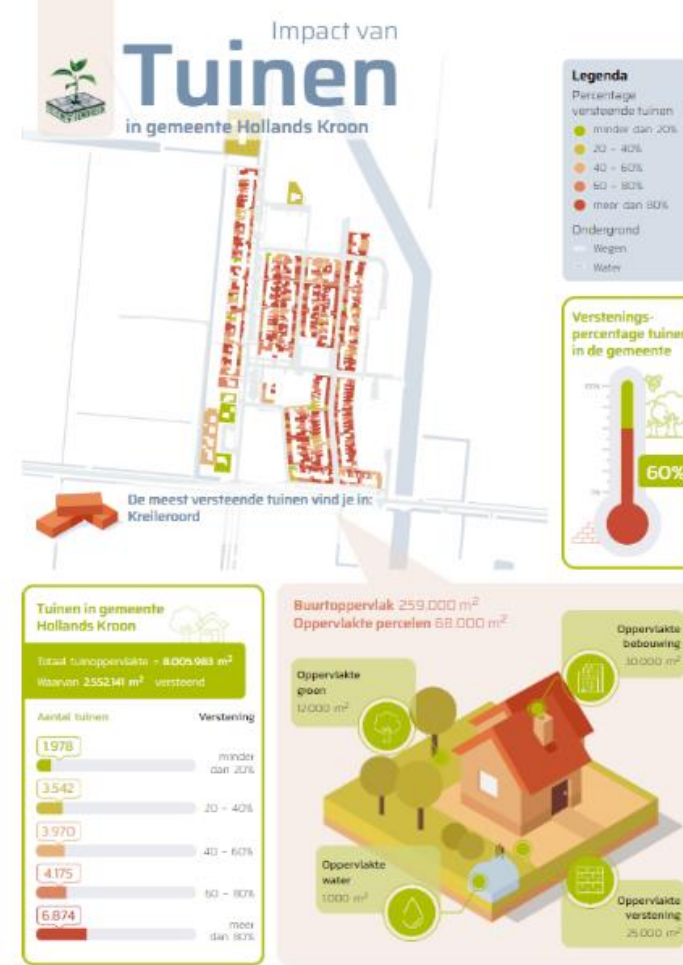 Impact van
Tuinen
in gemeente Hollands Kroon
Legenda
Percentage
versteende tuinen
minder dan 20%
20 - 40%
40 - 60%
60 - 80%
meer dan 80%
Ondergrond
Wegen
Water
Verstenings-
percentage tuinen
in de gemeente
60%
De meest versteende tuinen vind je in:
Kreileroord
Tuinen in gemeente
Hollands Kroon
Totaal tuinoppervlakte = 8.005.983 m²
Waarvan 2.552.141 m² versteend
Aantal tuinen
Verstening
1.978
minder
dan 20%
3.542
20 - 40%
3.970
40 - 60%
4.175
60 - 80%
6.874
meer
dan 80%
Buurtoppervlak 259.000 m²
Oppervlakte percelen 68.000 m²
Oppervlakte
groen
12.000 m²
Oppervlakte
bebouwing
30.000 m²
Oppervlakte
water
1.000 m²
Oppervlakte
verstening
25.000 m²